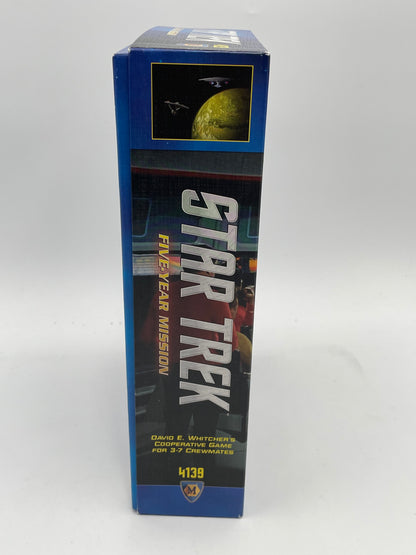 STAR TREK
FIVE-YEAR MISSION
DAVID E. WHITCHER'S
COOPERATIVE GAME
FOR 3-7 CREWMATES
4139
M